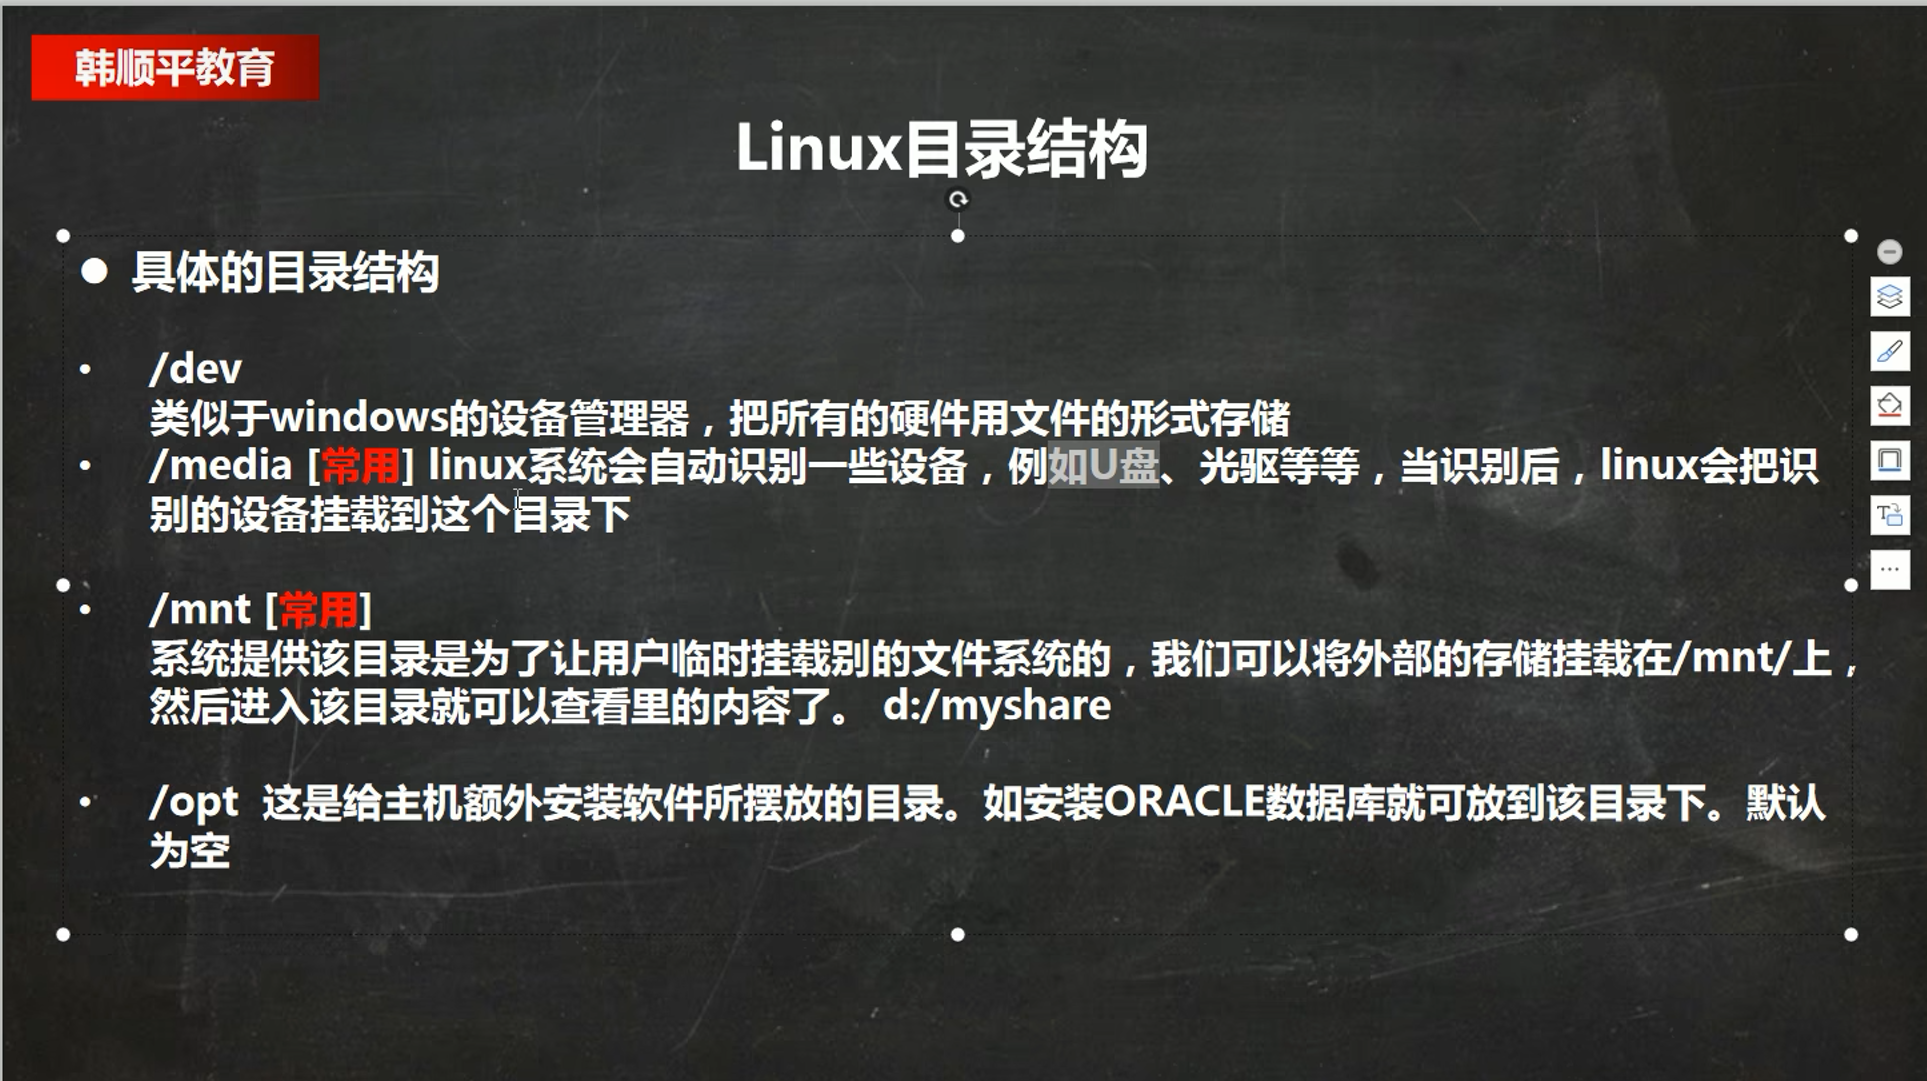 韩顺平教育
Linux目录结构
● 具体的目录结构
• /dev
类似于windows的设备管理器，把所有的硬件用文件的形式存储
• /media [常用] linux系统会自动识别一些设备，例如U盘、光驱等等，当识别后，linux会把识
别的设备挂载到这个目录下
• /mnt [常用]
系统提供该目录是为了让用户临时挂载别的文件系统的，我们可以将外部的存储挂载在/mnt/上，
然后进入该目录就可以查看里的内容了。 d:/myshare
• /opt 这是给主机额外安装软件所摆放的目录。如安装ORACLE数据库就可放到该目录下。默认
为空